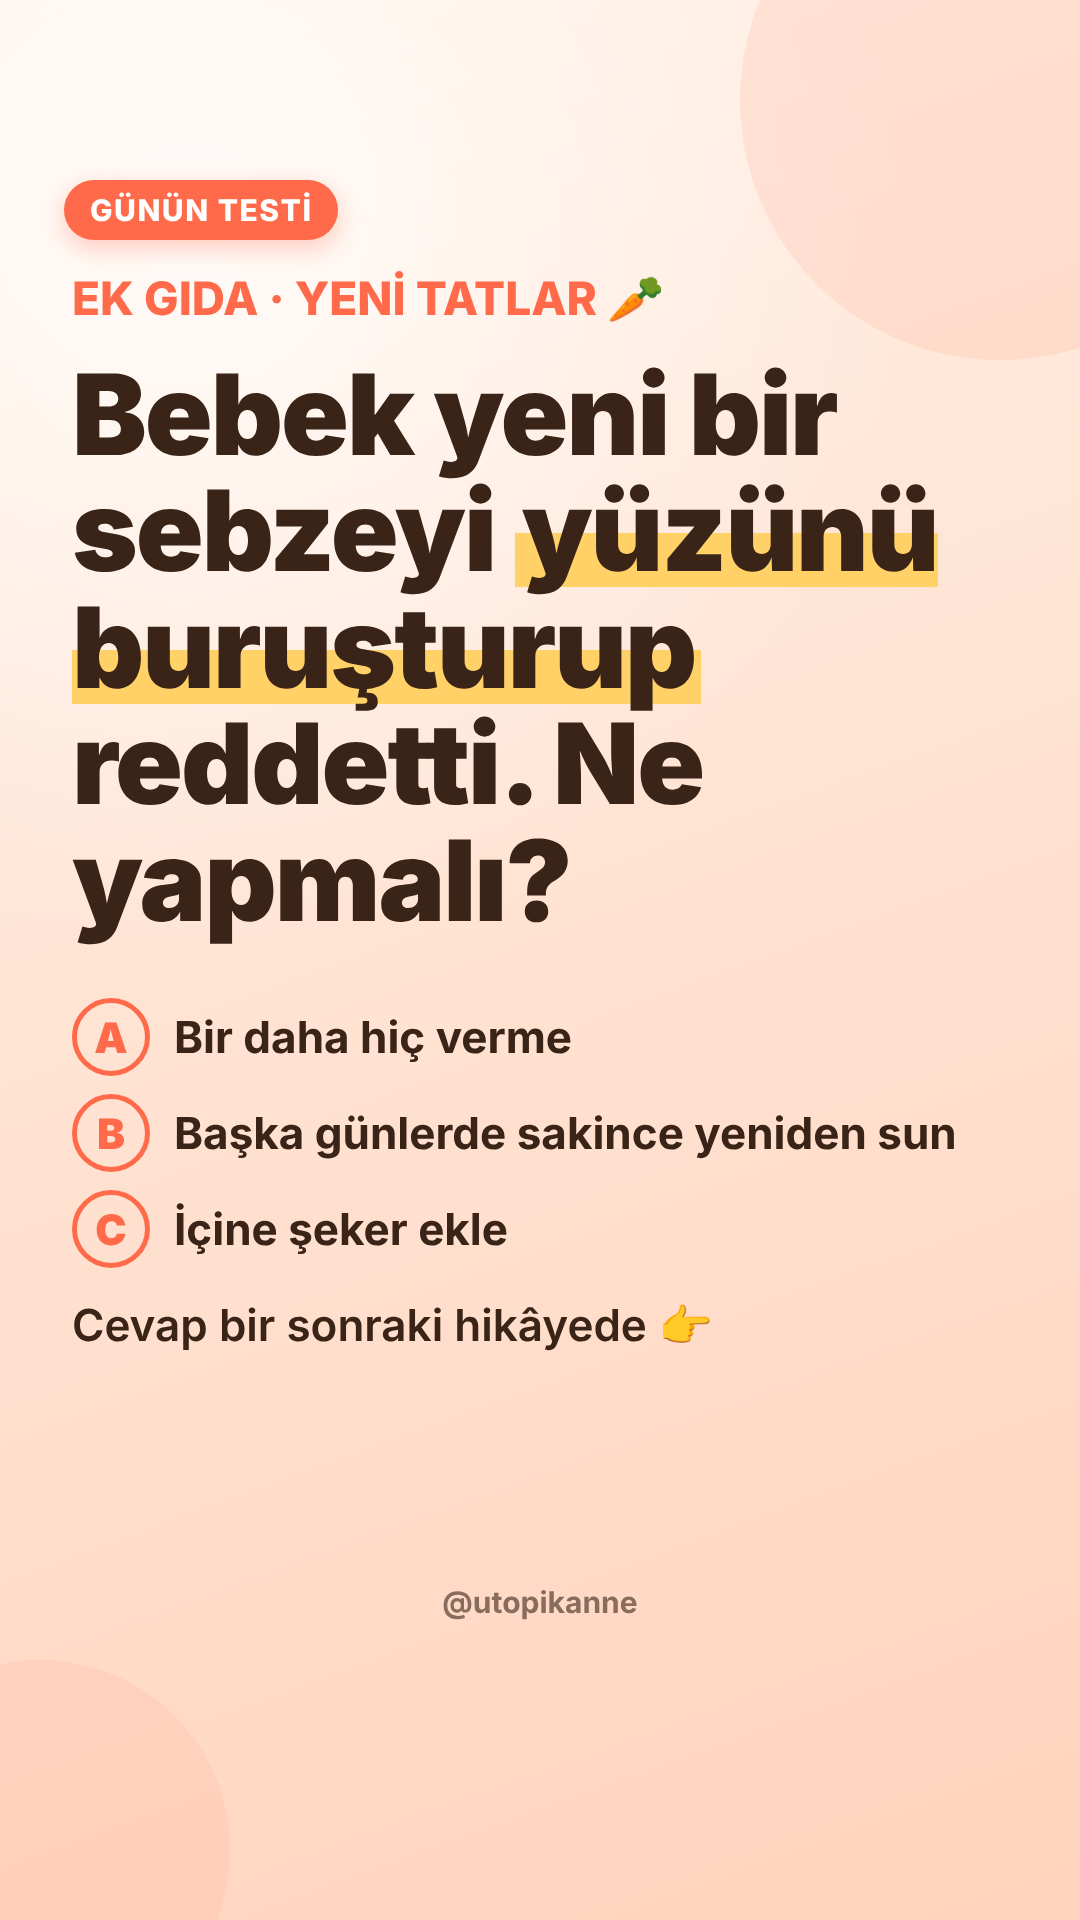 GÜNÜN TESTİ
EK GIDA · YENİ TATLAR 🥕
Bebek yeni bir
sebzeyi yüzünü
buruşturup
reddetti. Ne
yapmalı?
A Bir daha hiç verme
B Başka günlerde sakince yeniden sun
C İçine şeker ekle
Cevap bir sonraki hikâyede 👉
@utopikanne